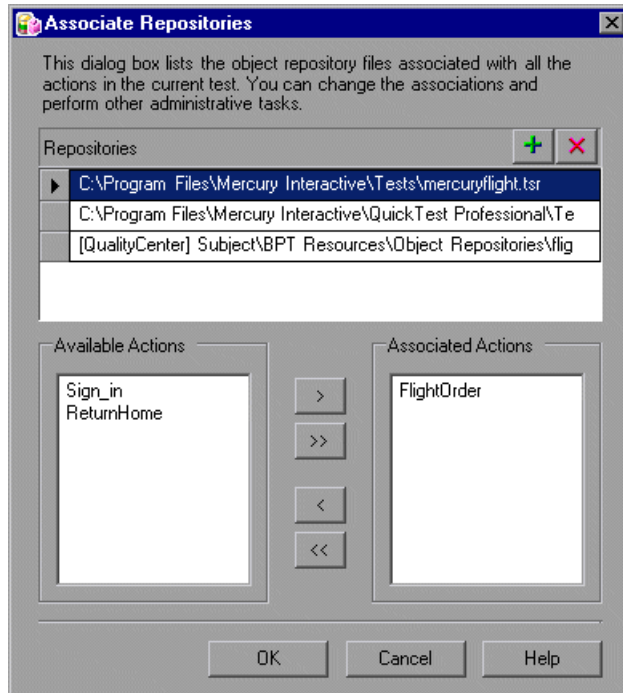 Associate Repositories
This dialog box lists the object repository files associated with all the
actions in the current test. You can change the associations and
perform other administrative tasks.
Repositories
C:\Program Files\Mercury Interactive\Tests\mercuryflight.tsr
C:\Program Files\Mercury Interactive\QuickTest Professional\Te
[QualityCenter] Subject\BPT Resources\Object Repositories\flig
Available Actions
Associated Actions
Sign_in
ReturnHome
FlightOrder
>
>>
<
<<
OK
Cancel
Help